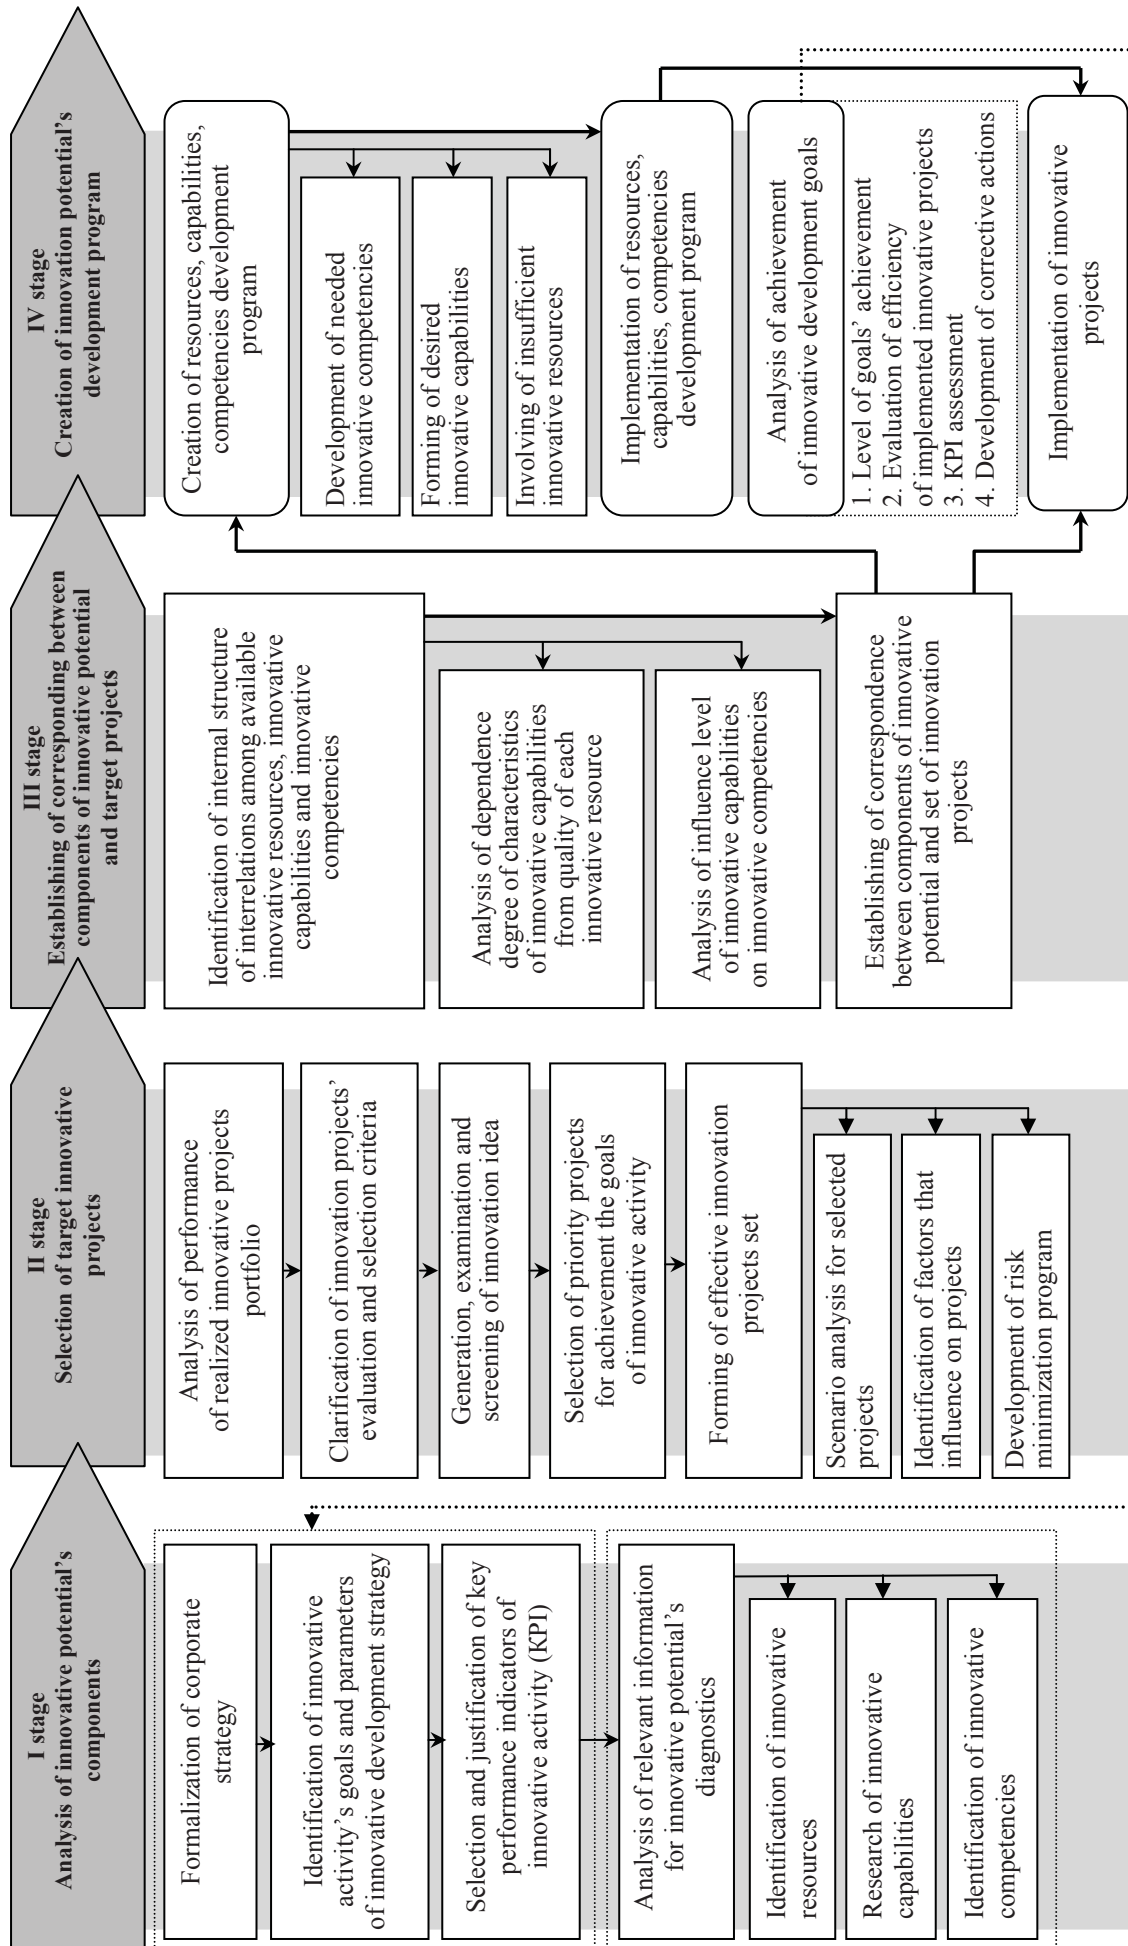 I stage
Analysis of innovative potential’s
components
Formalization of corporate
strategy
Identification of innovative
activity’s goals and parameters
of innovative development strategy
Selection and justification of key
performance indicators of
innovative activity (KPI)
Analysis of relevant information
for innovative potential’s
diagnostics
Identification of innovative
resources
Research of innovative
capabilities
Identification of innovative
competencies
II stage
Selection of target innovative
projects
Analysis of performance
of realized innovative projects
portfolio
Clarification of innovation projects’
evaluation and selection criteria
Generation, examination and
screening of innovation idea
Selection of priority projects
for achievement the goals
of innovative activity
Forming of effective innovation
projects set
Scenario analysis for selected
projects
Identification of factors that
influence on projects
Development of risk
minimization program
III stage
Establishing of corresponding between
components of innovative potential
and target projects
Identification of internal structure
of interrelations among available
innovative resources, innovative
capabilities and innovative
competencies
Analysis of dependence
degree of characteristics
of innovative capabilities
from quality of each
innovative resource
Analysis of influence level
of innovative capabilities
on innovative competencies
Establishing of correspondence
between components of innovative
potential and set of innovation
projects
IV stage
Creation of innovation potential’s
development program
Creation of resources, capabilities,
competencies development
program
Development of needed
innovative competencies
Forming of desired
innovative capabilities
Involving of insufficient
innovative resources
Implementation of resources,
capabilities, competencies
development program
Analysis of achievement
of innovative development goals
1. Level of goals’ achievement
2. Evaluation of efficiency
of implemented innovative projects
3. KPI assessment
4. Development of corrective actions
Implementation of innovative
projects